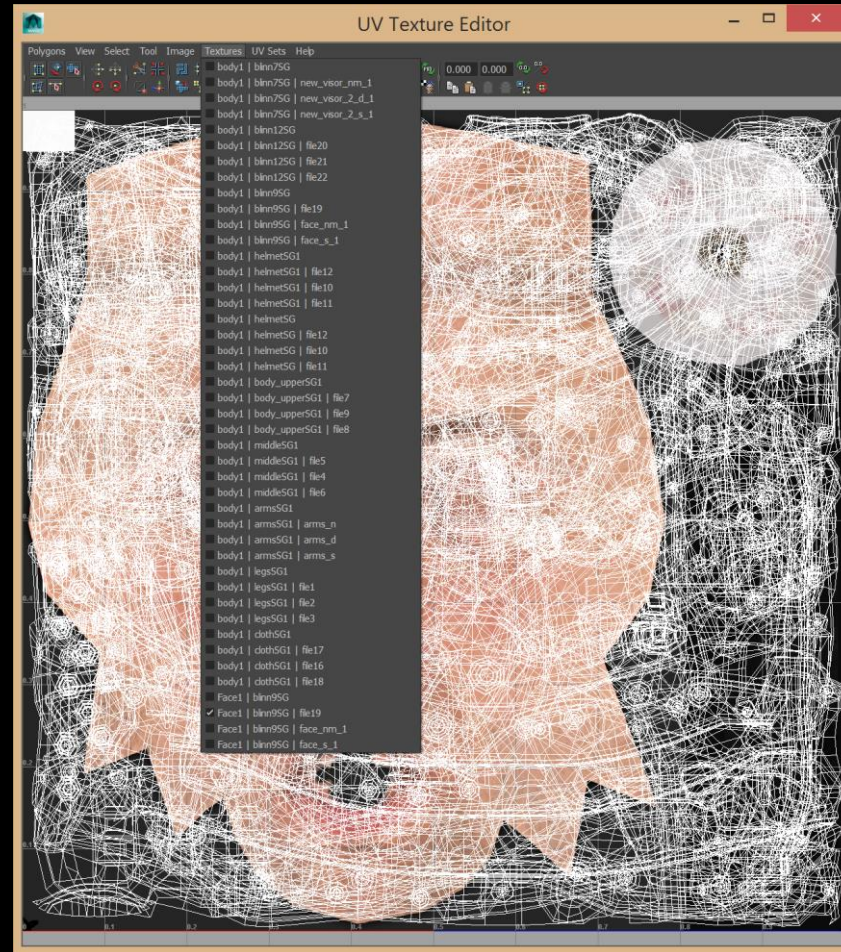 UV Texture Editor
Polygons View Select Tool Image Textures UV Sets Help
0.000 0.000
body1 | blinn7SG
body1 | blinn7SG | new_visor_nm_1
body1 | blinn7SG | new_visor_2_d_1
body1 | blinn7SG | new_visor_2_s_1
body1 | blinn12SG
body1 | blinn12SG | file20
body1 | blinn12SG | file21
body1 | blinn12SG | file22
body1 | blinn9SG
body1 | blinn9SG | file19
body1 | blinn9SG | face_nm_1
body1 | blinn9SG | face_s_1
body1 | helmetSG1
body1 | helmetSG1 | file12
body1 | helmetSG1 | file10
body1 | helmetSG1 | file11
body1 | helmetSG
body1 | helmetSG | file12
body1 | helmetSG | file10
body1 | helmetSG | file11
body1 | body_upperSG1
body1 | body_upperSG1 | file7
body1 | body_upperSG1 | file9
body1 | body_upperSG1 | file8
body1 | middleSG1
body1 | middleSG1 | file5
body1 | middleSG1 | file4
body1 | middleSG1 | file6
body1 | armsSG1
body1 | armsSG1 | arms_n
body1 | armsSG1 | arms_d
body1 | armsSG1 | arms_s
body1 | legsSG1
body1 | legsSG1 | file1
body1 | legsSG1 | file2
body1 | legsSG1 | file3
body1 | clothSG1
body1 | clothSG1 | file17
body1 | clothSG1 | file16
body1 | clothSG1 | file18
Face1 | blinn9SG
Face1 | blinn9SG | file19
Face1 | blinn9SG | face_nm_1
Face1 | blinn9SG | face_s_1